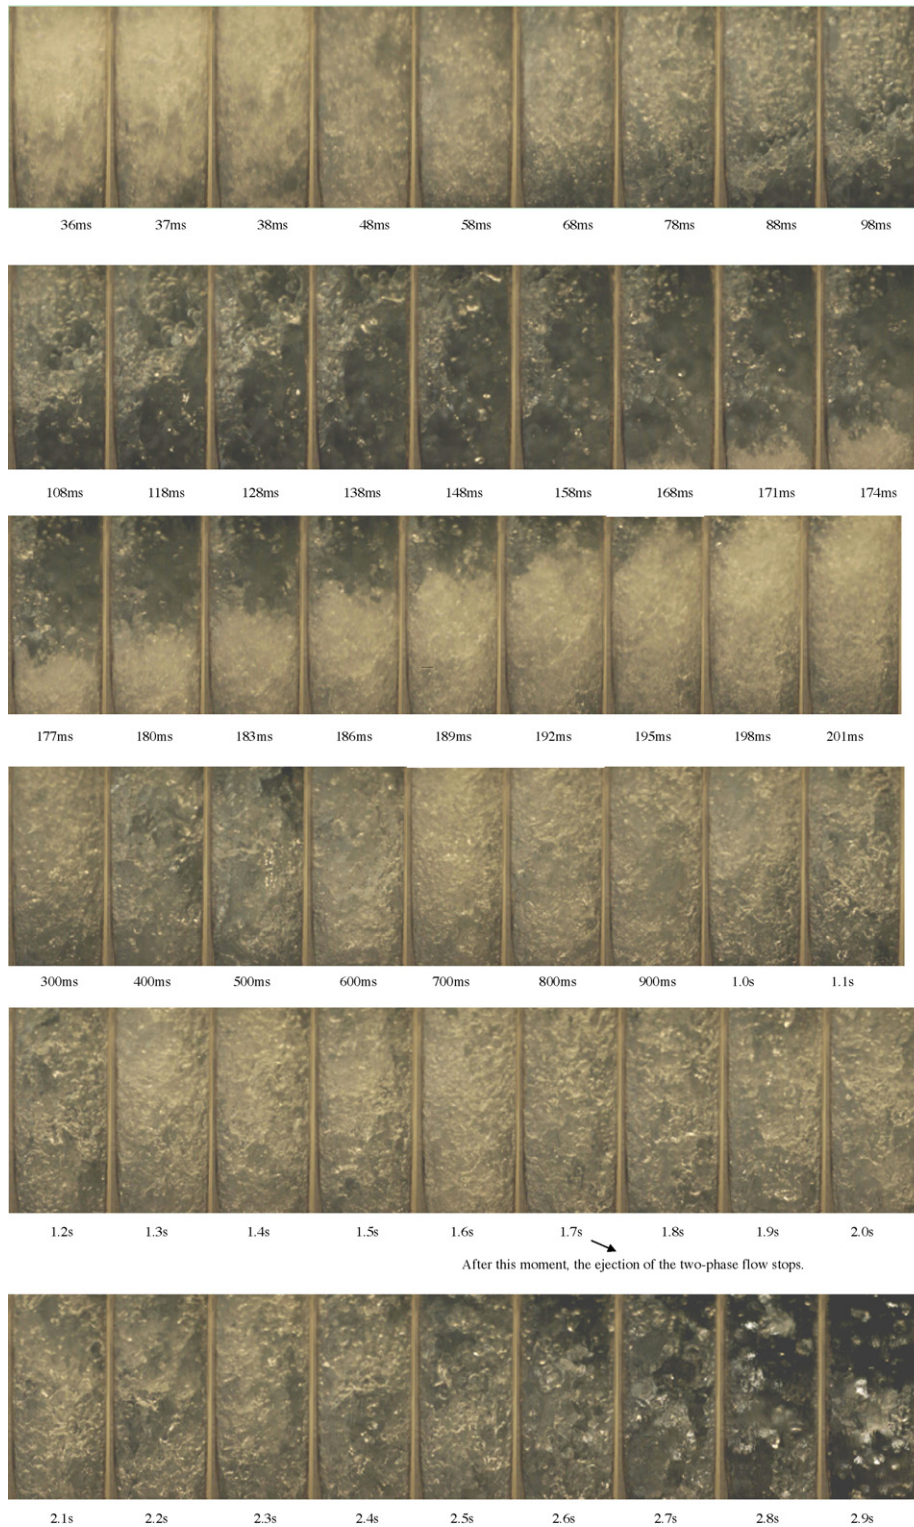 36ms 37ms 38ms 48ms 58ms 68ms 78ms 88ms 98ms
108ms 118ms 128ms 138ms 148ms 158ms 168ms 171ms 174ms
177ms 180ms 183ms 186ms 189ms 192ms 195ms 198ms 201ms
300ms 400ms 500ms 600ms 700ms 800ms 900ms 1.0s 1.1s
1.2s 1.3s 1.4s 1.5s 1.6s 1.7s 1.8s 1.9s 2.0s
After this moment, the ejection of the two-phase flow stops.
2.1s 2.2s 2.3s 2.4s 2.5s 2.6s 2.7s 2.8s 2.9s